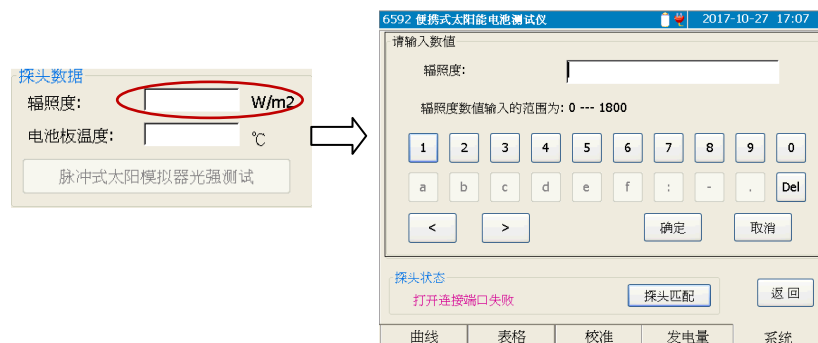 探头数据
辐照度: W/m2
电池板温度: ℃
脉冲式太阳模拟器光强测试
6592 便携式太阳能电池测试仪 2017-10-27 17:07
请输入数值
辐照度:
辐照度数值输入的范围为: 0 --- 1800
1 2 3 4 5 6 7 8 9 0
a b c d e f : - . Del
< > 确定 取消
探头状态
打开连接端口失败 探头匹配 返回
曲线 表格 校准 发电量 系统